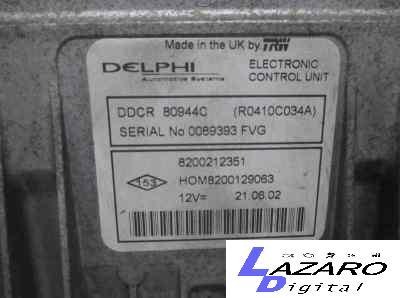 Made in the UK by TRW
DELPHI
Automotive Systems
ELECTRONIC
CONTROL UNIT
DDCR 80944C (R0410C034A)
SERIAL No 0089393 FVG
8200212351
153
HOM8200129063
12V= 21.06.02
LAZARO
Digital